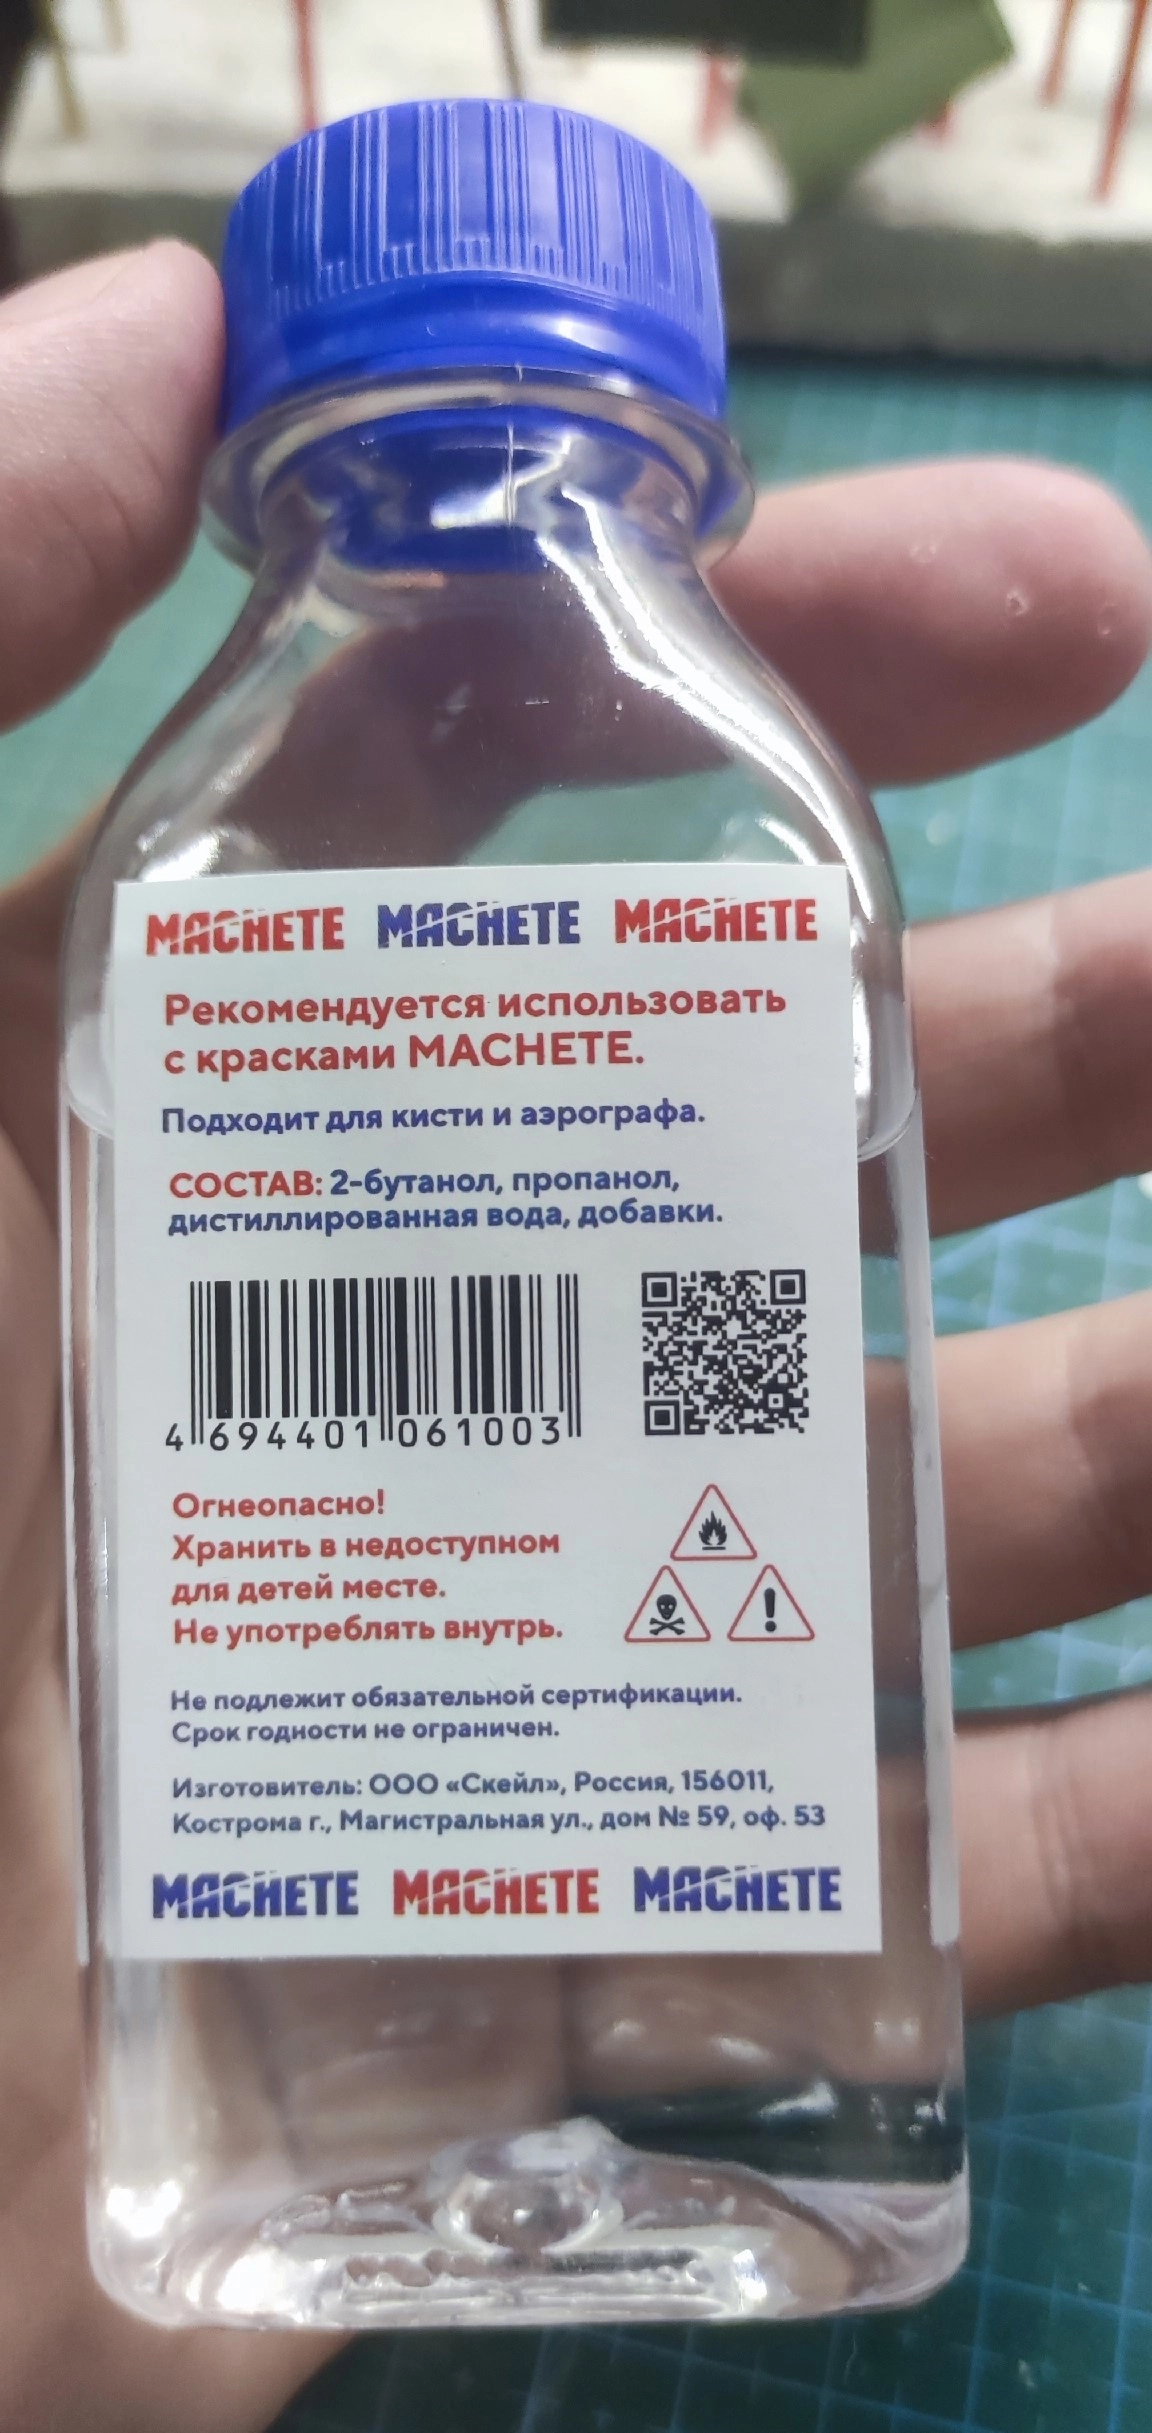 MACHETE MACHETE MACHETE
Рекомендуется использовать
с красками MACHETE.
Подходит для кисти и аэрографа.
СОСТАВ: 2-бутанол, пропанол,
дистиллированная вода, добавки.
4 694401 061003
Огнеопасно!
Хранить в недоступном
для детей месте.
Не употреблять внутрь.
Не подлежит обязательной сертификации.
Срок годности не ограничен.
Изготовитель: ООО «Скейл», Россия, 156011,
Кострома г., Магистральная ул., дом № 59, оф. 53
MACHETE MACHETE MACHETE